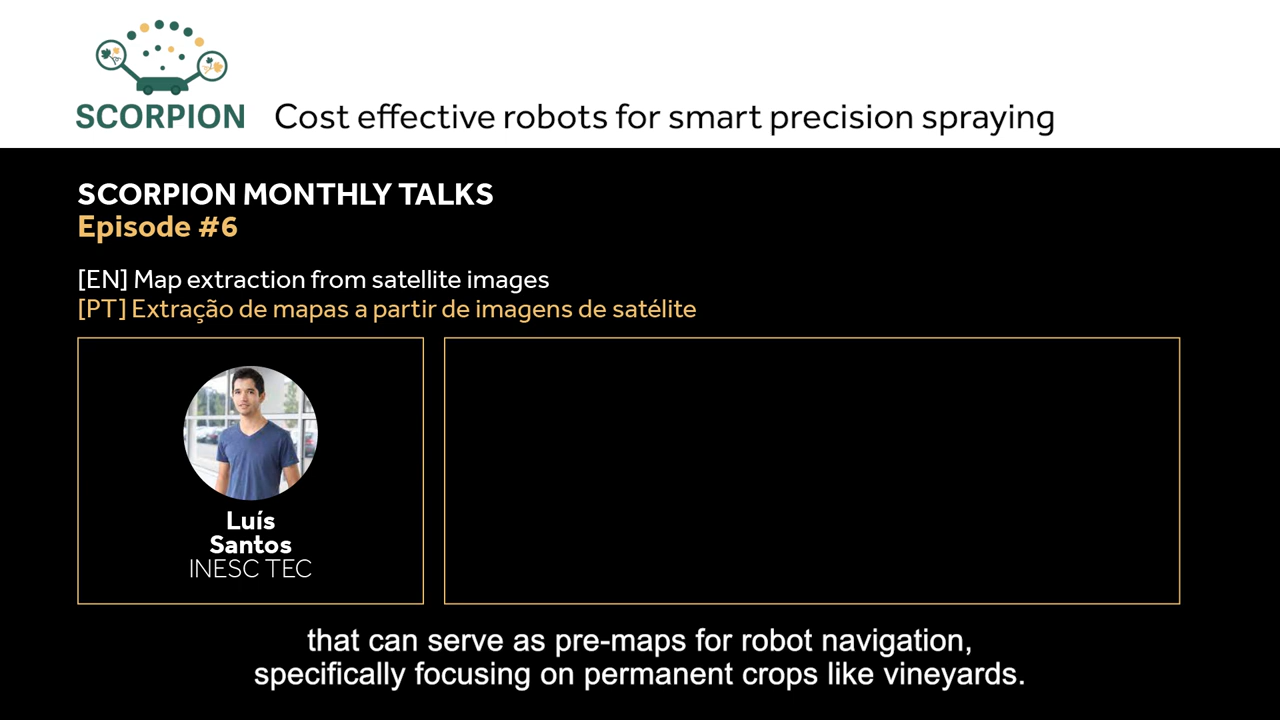 SCORPION
Cost effective robots for smart precision spraying
SCORPION MONTHLY TALKS
Episode #6
[EN] Map extraction from satellite images
[PT] Extração de mapas a partir de imagens de satélite
Luís
Santos
INESC TEC
that can serve as pre-maps for robot navigation,
specifically focusing on permanent crops like vineyards.